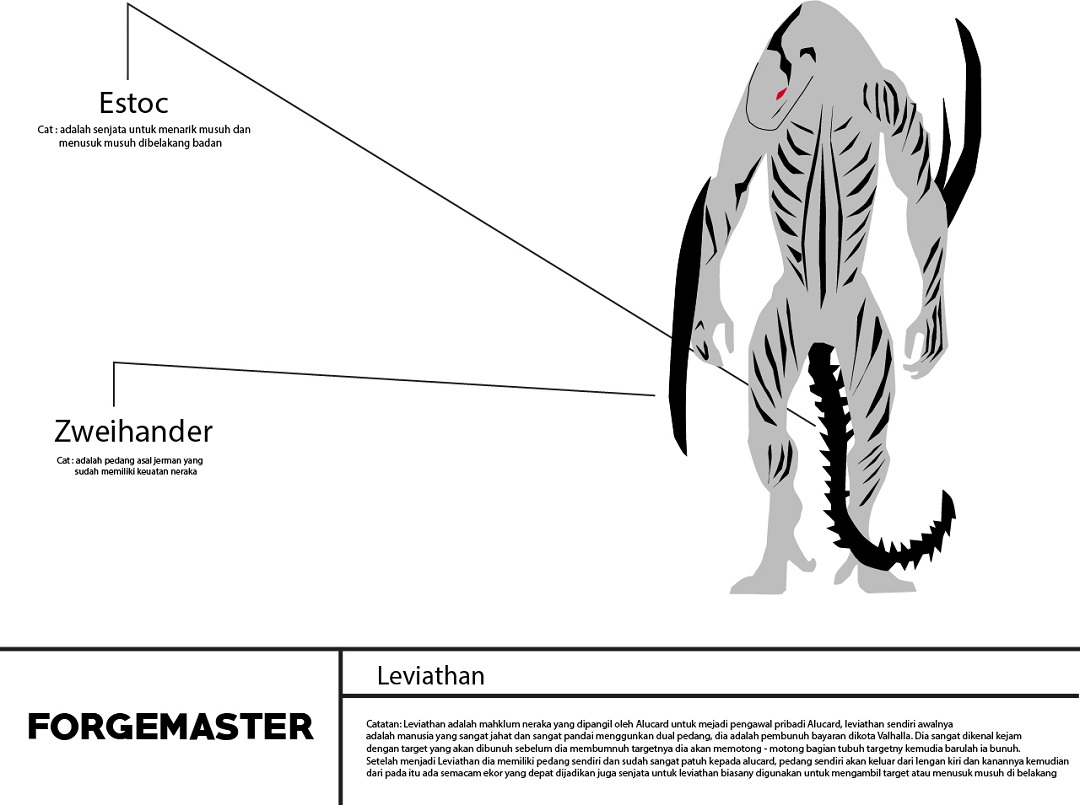 Estoc
Cat : adalah senjata untuk menarik musuh dan
menusuk musuh dibelakang badan
Zweihander
Cat : adalah pedang asal jerman yang
sudah memiliki keuatan neraka
FORGEMASTER
Leviathan
Catatan: Leviathan adalah mahklum neraka yang dipangil oleh Alucard untuk mejadi pengawal pribadi Alucard, leviathan sendiri awalnya
adalah manusia yang sangat jahat dan sangat pandai menggunkan dual pedang, dia adalah pembunuh bayaran dikota Valhalla. Dia sangat dikenal kejam
dengan target yang akan dibunuh sebelum dia membumnuh targetnya dia akan memotong - motong bagian tubuh targetny kemudia barulah ia bunuh.
Setelah menjadi Leviathan dia memiliki pedang sendiri dan sudah sangat patuh kepada alucard, pedang sendiri akan keluar dari lengan kiri dan kanannya kemudian
dari pada itu ada semacam ekor yang depat dijadikan juga senjata untuk leviathan biasany digunakan untuk mengambil target atau menusuk musuh di belakang